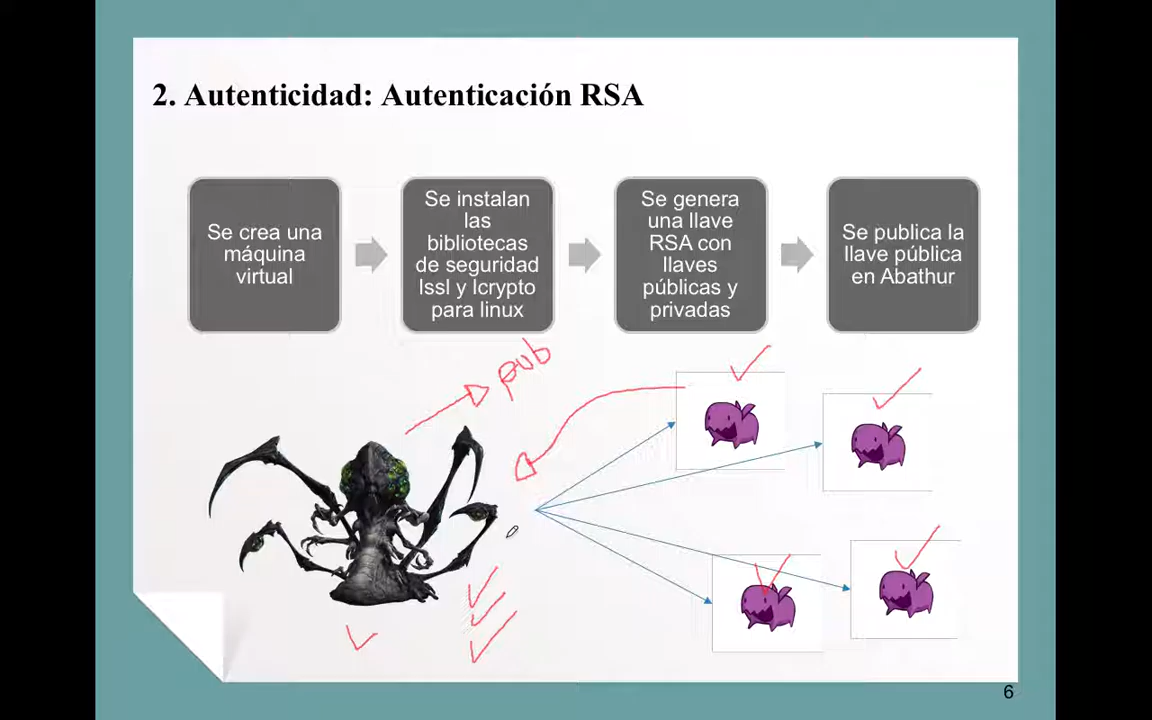 2. Autenticidad: Autenticación RSA
Se crea una
máquina
virtual
Se instalan
las
bibliotecas
de seguridad
lssl y lcrypto
para linux
Se genera
una llave
RSA con
llaves
públicas y
privadas
Se publica la
llave pública
en Abathur
pub
6